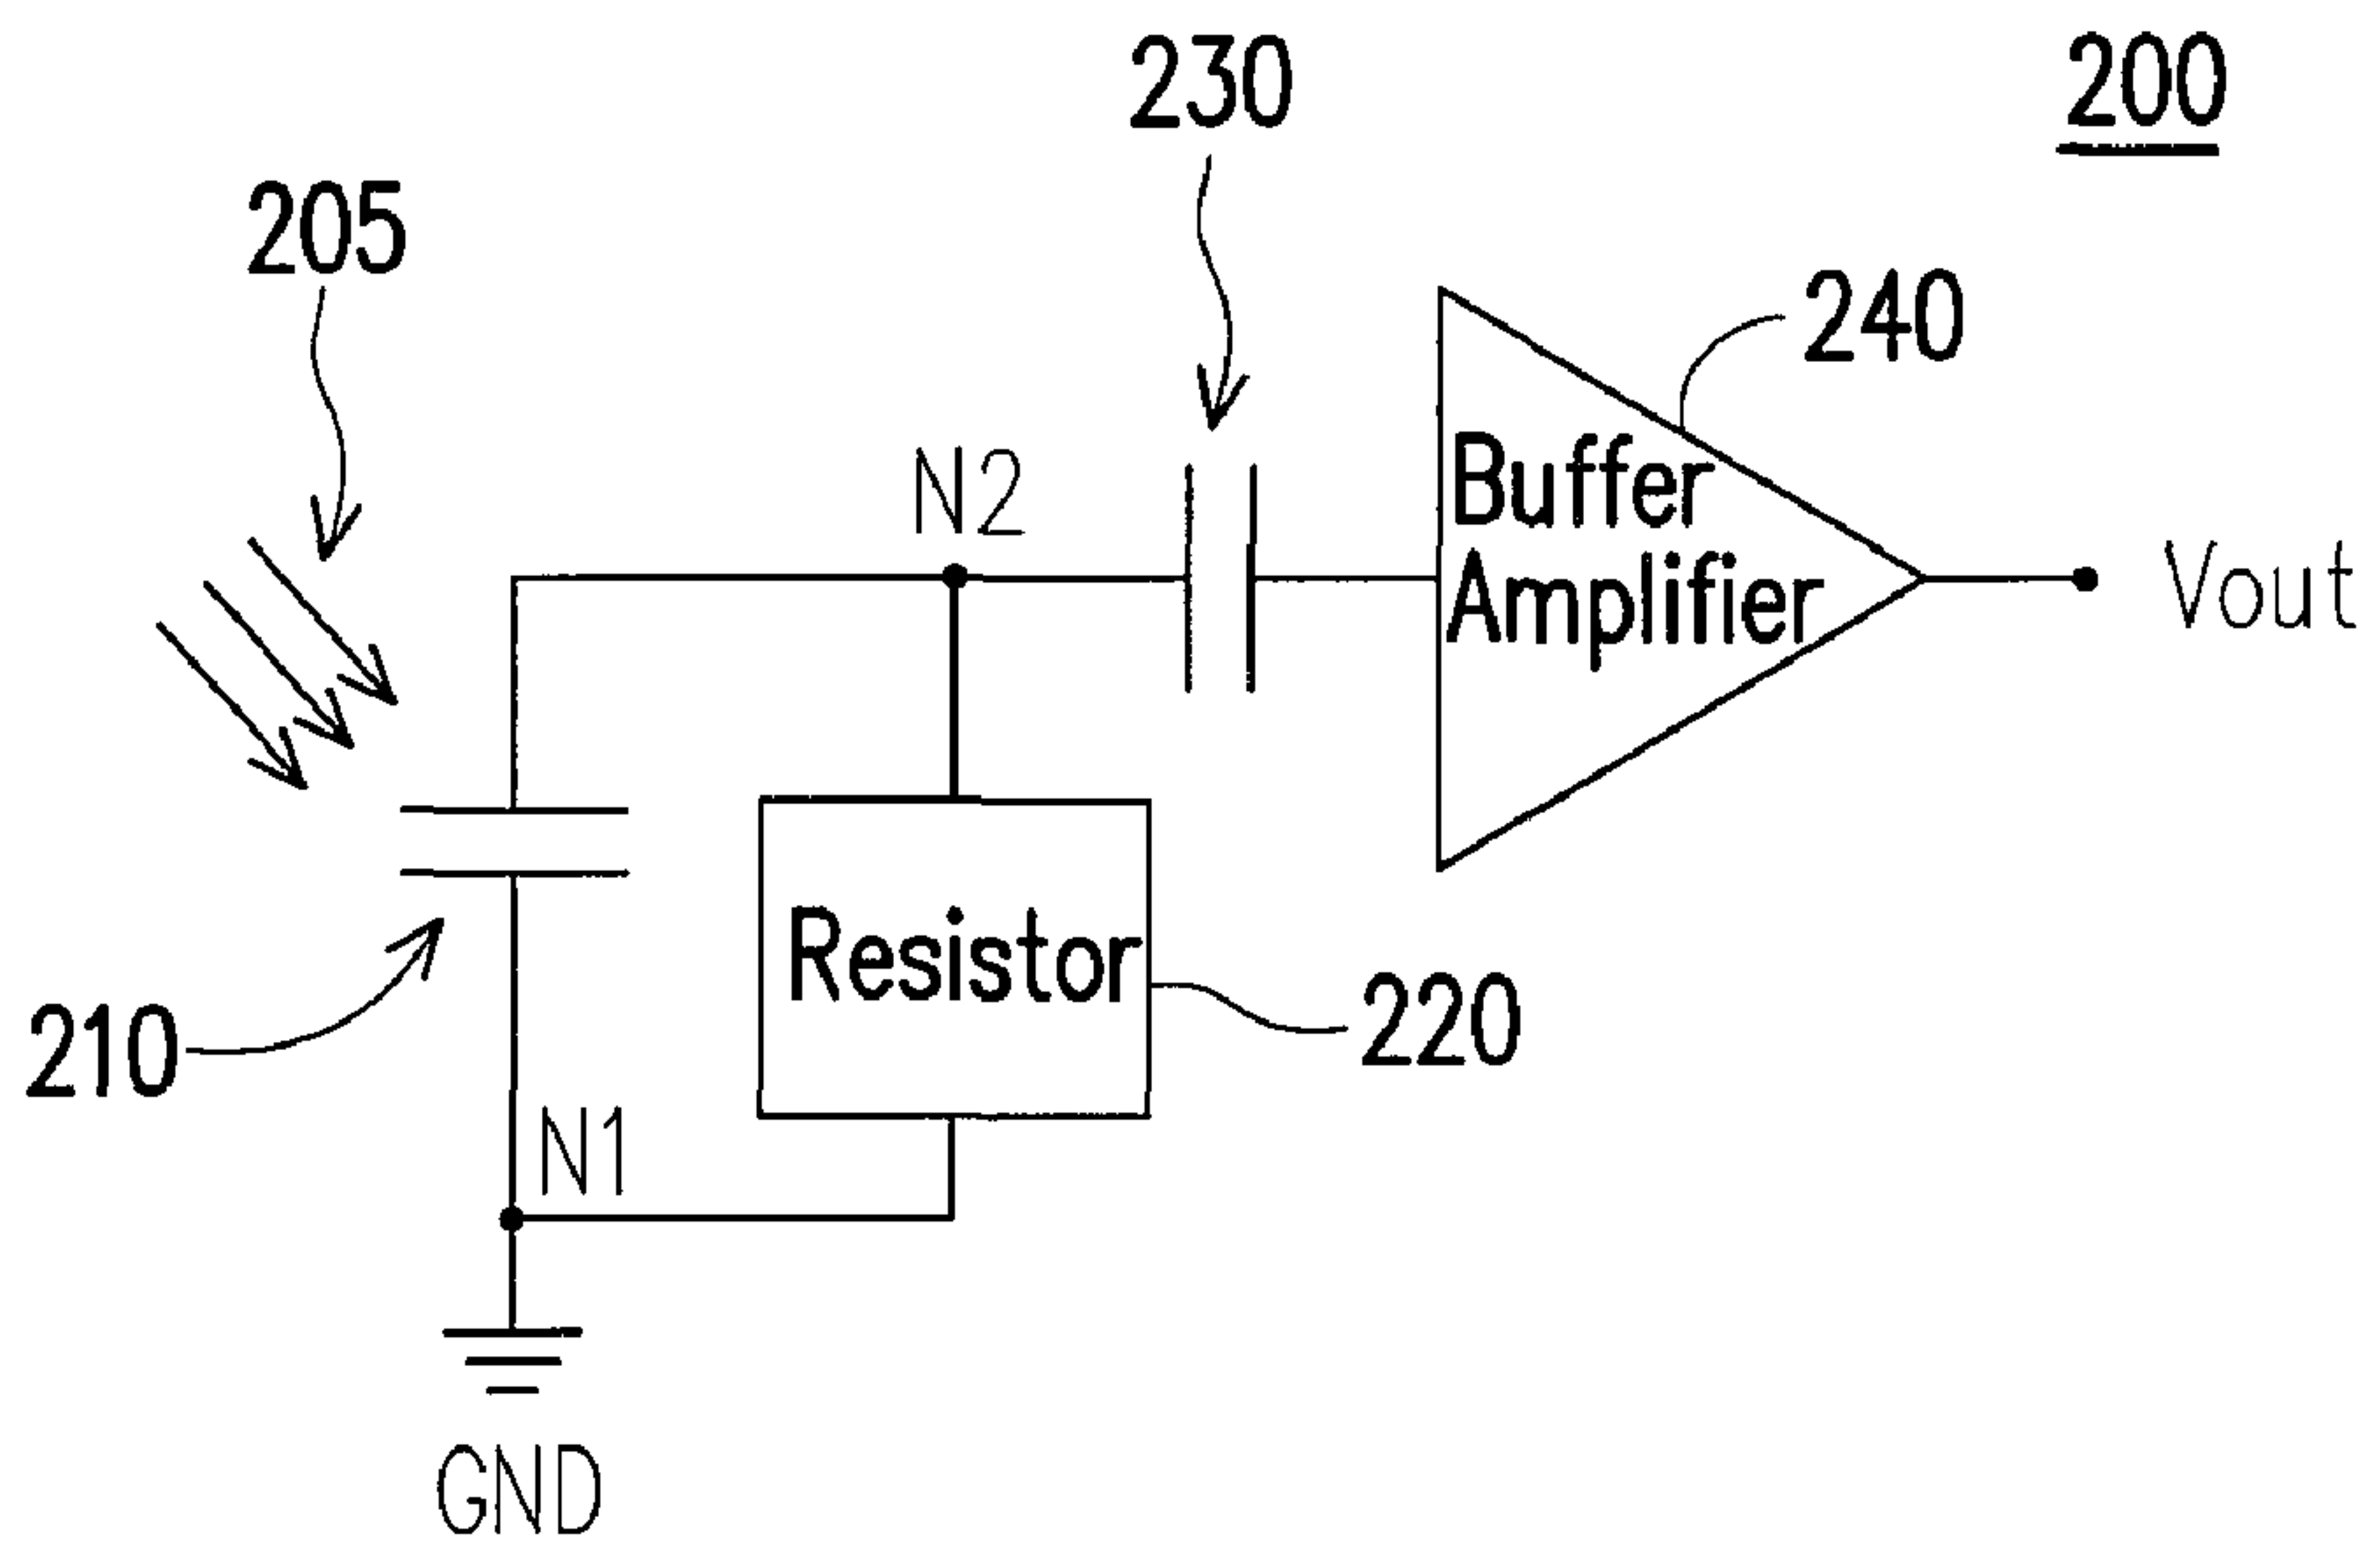 230
200
205
240
N2
Buffer
Amplifier
Vout
Resistor
220
210
N1
GND